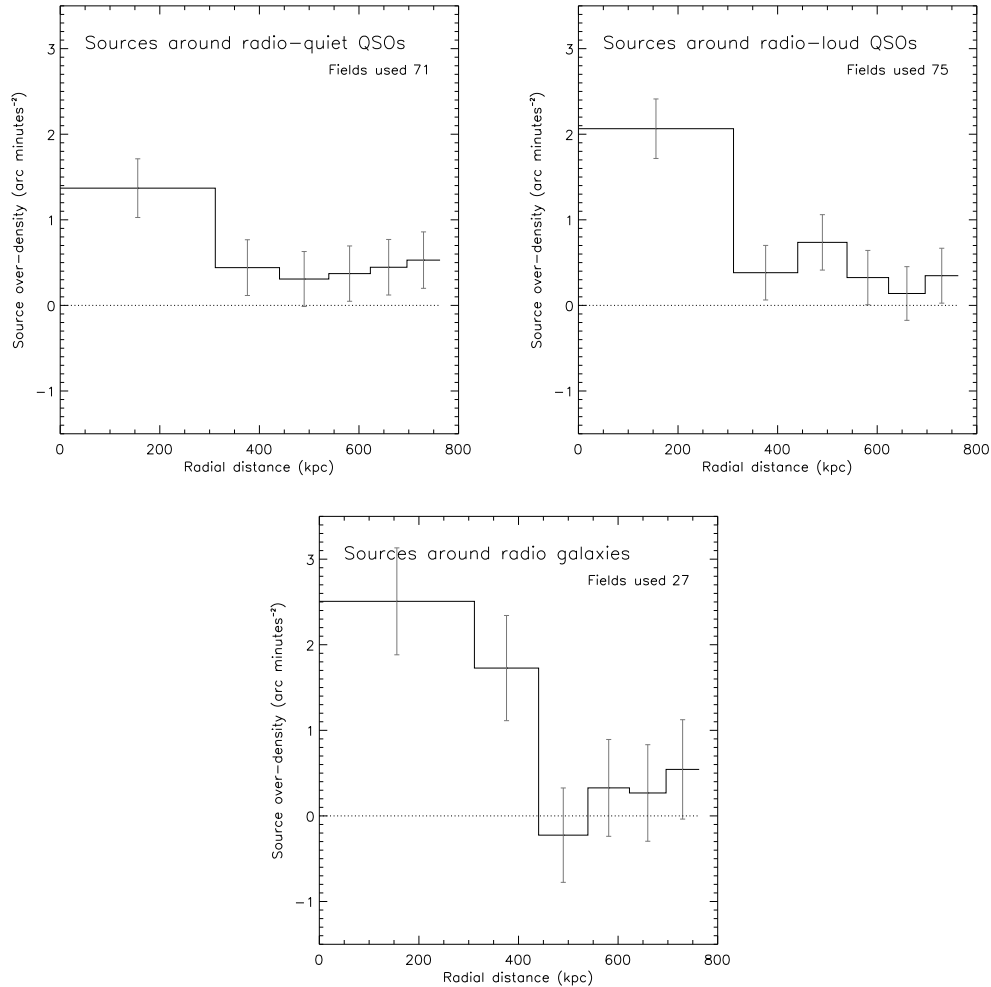 Sources around radio-quiet QSOs
Fields used 71
Source over-density (arc minutes⁻²)
3
2
1
0
−1
0 200 400 600 800
Radial distance (kpc)
Sources around radio-loud QSOs
Fields used 75
Source over-density (arc minutes⁻²)
3
2
1
0
−1
0 200 400 600 800
Radial distance (kpc)
Sources around radio galaxies
Fields used 27
Source over-density (arc minutes⁻²)
3
2
1
0
−1
0 200 400 600 800
Radial distance (kpc)